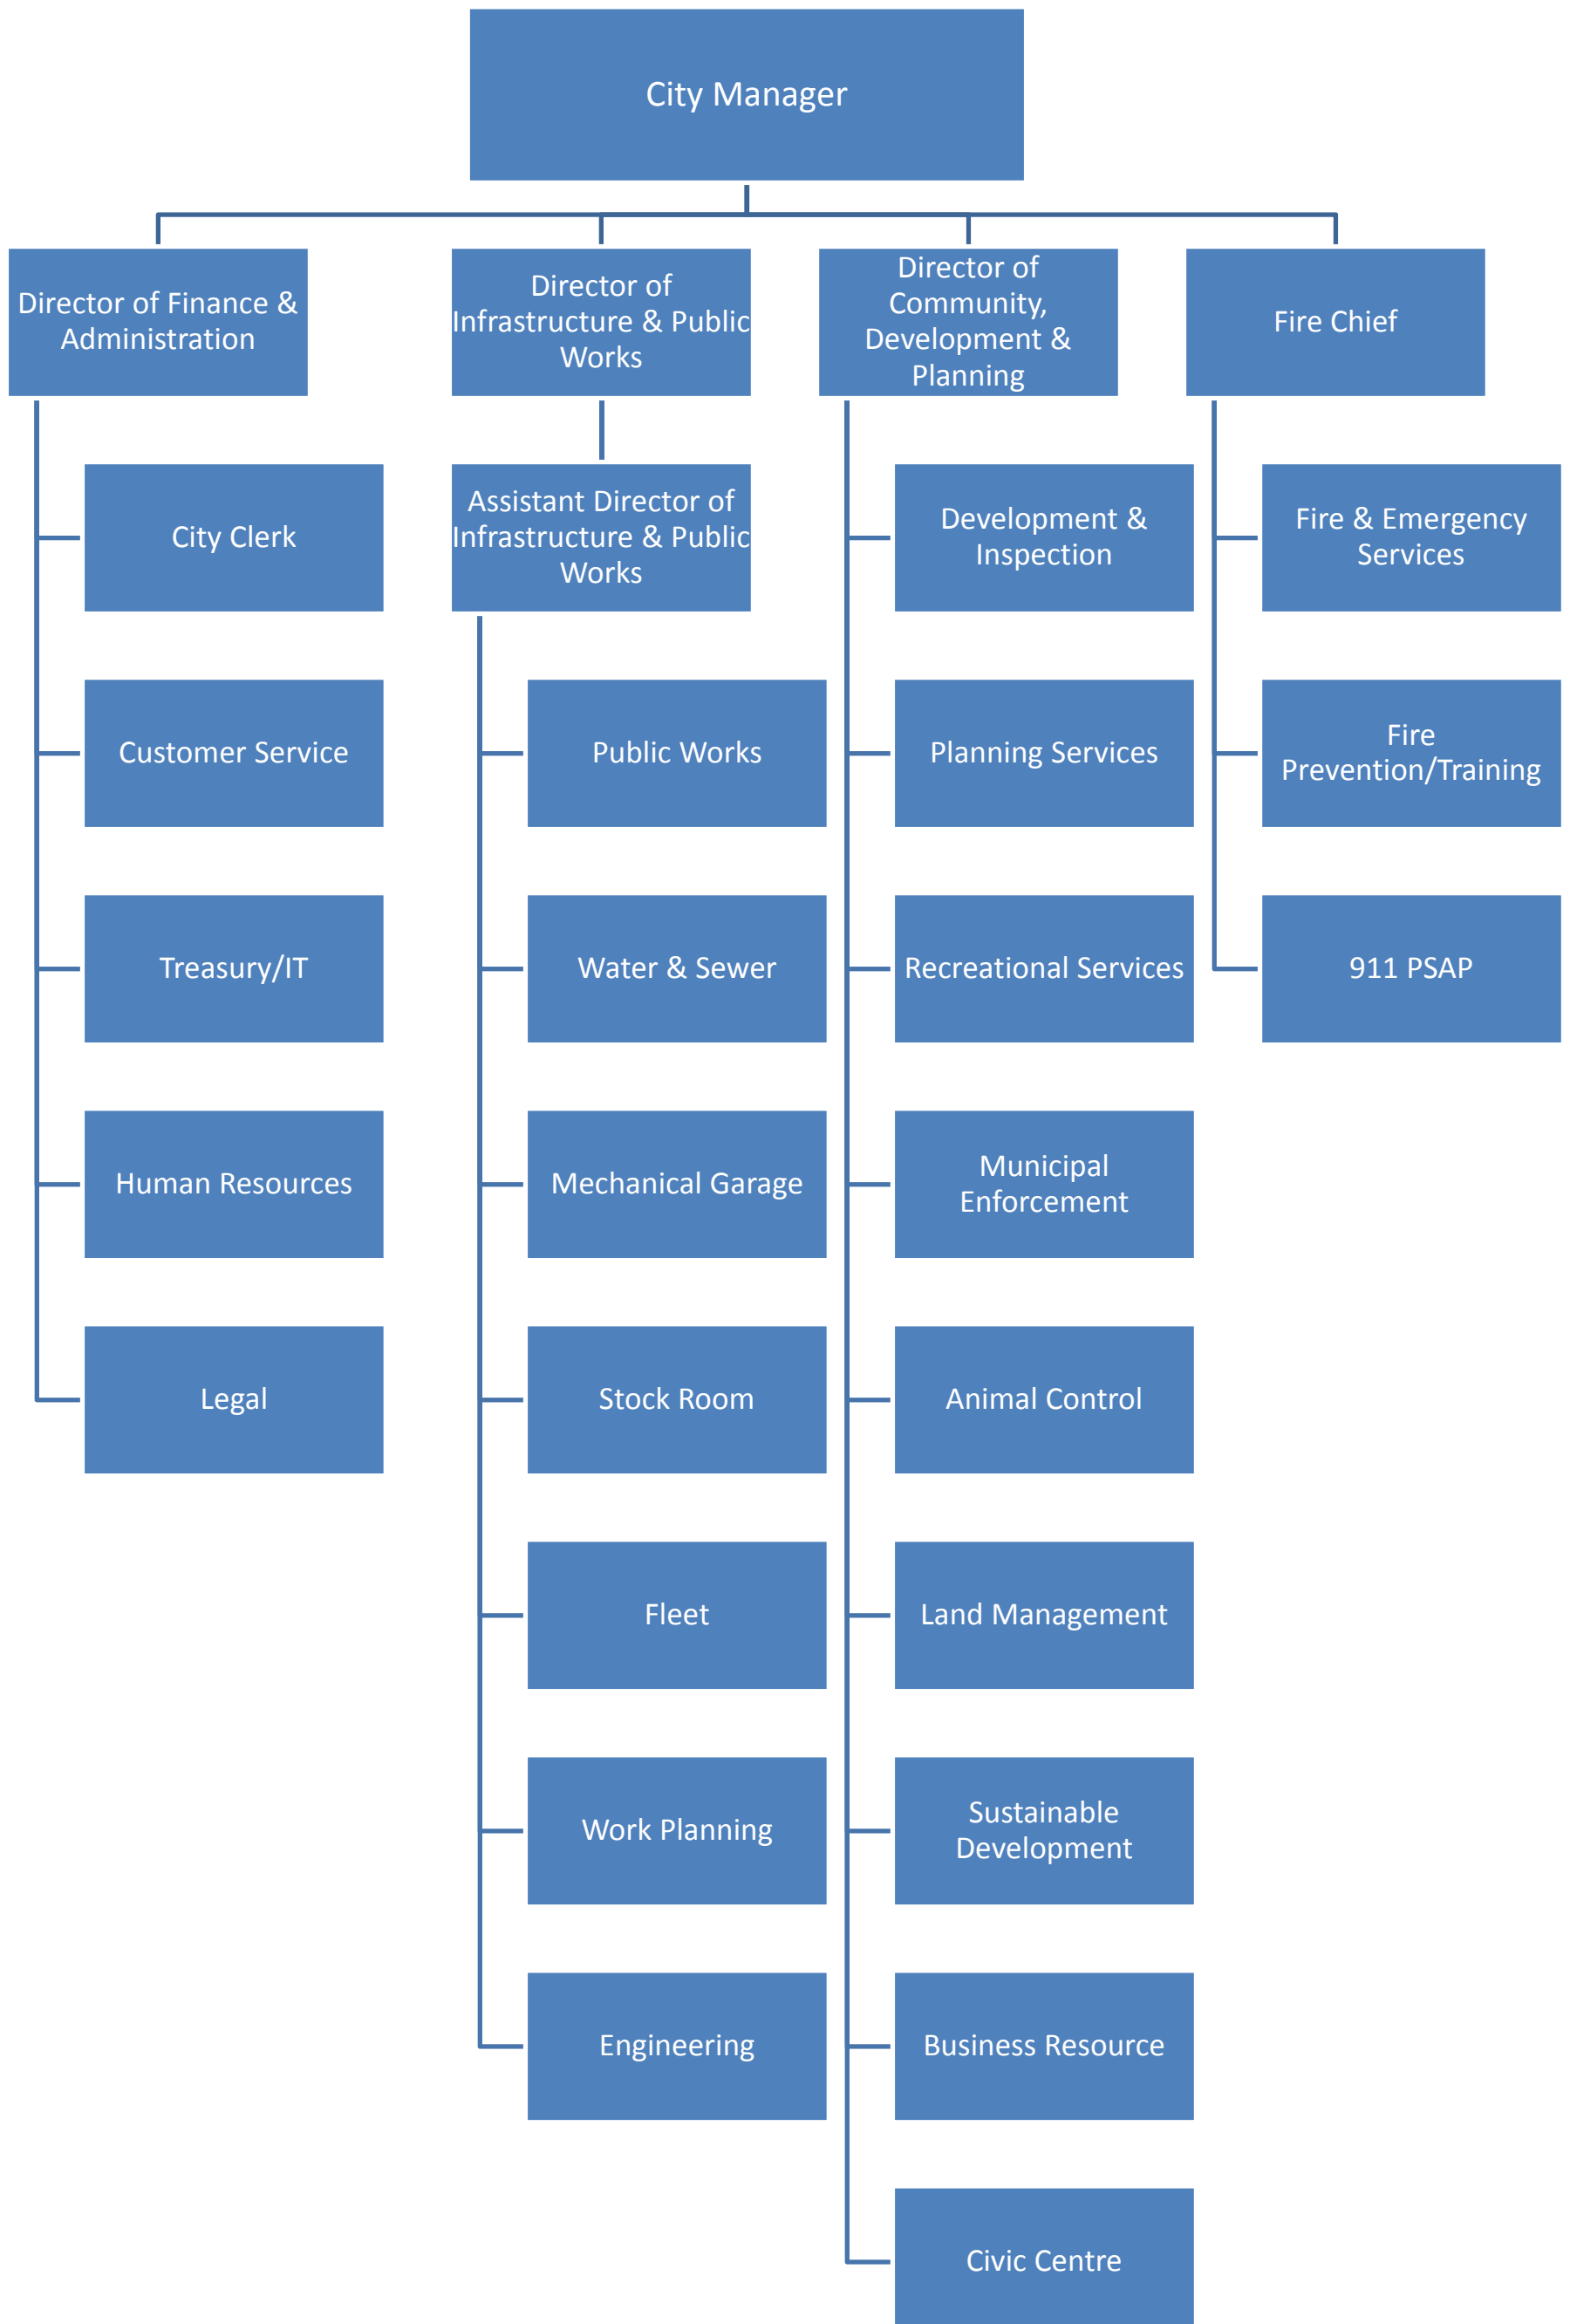 City Manager
Director of Finance &
Administration
Director of
Infrastructure & Public
Works
Director of
Community,
Development &
Planning
Fire Chief
City Clerk
Customer Service
Treasury/IT
Human Resources
Legal
Assistant Director of
Infrastructure & Public
Works
Public Works
Water & Sewer
Mechanical Garage
Stock Room
Fleet
Work Planning
Engineering
Development &
Inspection
Planning Services
Recreational Services
Municipal
Enforcement
Animal Control
Land Management
Sustainable
Development
Business Resource
Civic Centre
Fire & Emergency
Services
Fire
Prevention/Training
911 PSAP